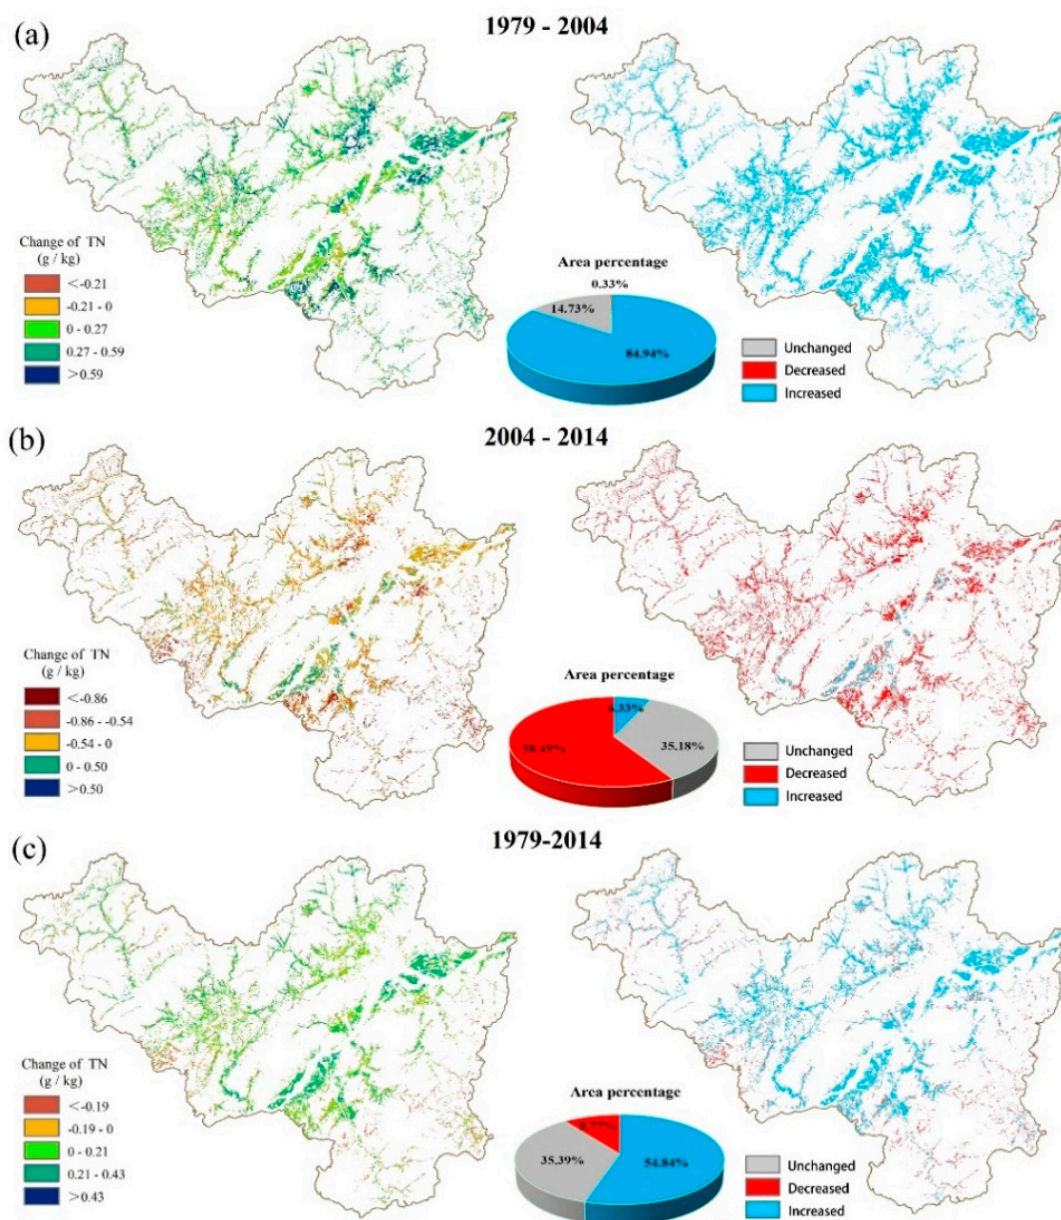 (a)
1979 - 2004
Change of TN
(g / kg)
<-0.21
-0.21 - 0
0 - 0.27
0.27 - 0.59
>0.59
Area percentage
0.33%
14.73%
84.94%
Unchanged
Decreased
Increased
(b)
2004 - 2014
Change of TN
(g / kg)
<-0.86
-0.86 - -0.54
-0.54 - 0
0 - 0.50
>0.50
Area percentage
6.33%
35.18%
58.49%
Unchanged
Decreased
Increased
(c)
1979-2014
Change of TN
(g / kg)
<-0.19
-0.19 - 0
0 - 0.21
0.21 - 0.43
>0.43
Area percentage
9.77%
35.39%
54.84%
Unchanged
Decreased
Increased